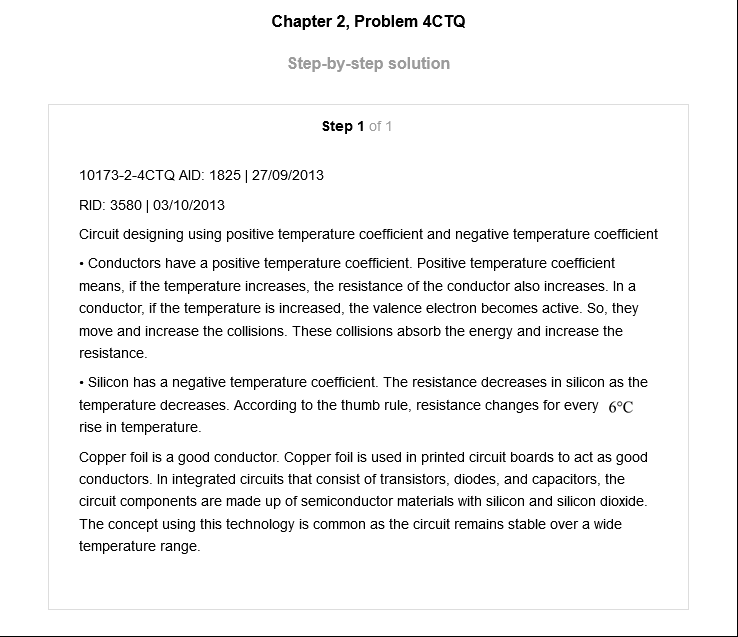 Chapter 2, Problem 4CTQ
Step-by-step solution
Step 1 of 1
10173-2-4CTQ AID: 1825 | 27/09/2013
RID: 3580 | 03/10/2013
Circuit designing using positive temperature coefficient and negative temperature coefficient
• Conductors have a positive temperature coefficient. Positive temperature coefficient
means, if the temperature increases, the resistance of the conductor also increases. In a
conductor, if the temperature is increased, the valence electron becomes active. So, they
move and increase the collisions. These collisions absorb the energy and increase the
resistance.
• Silicon has a negative temperature coefficient. The resistance decreases in silicon as the
temperature decreases. According to the thumb rule, resistance changes for every 6°C
rise in temperature.
Copper foil is a good conductor. Copper foil is used in printed circuit boards to act as good
conductors. In integrated circuits that consist of transistors, diodes, and capacitors, the
circuit components are made up of semiconductor materials with silicon and silicon dioxide.
The concept using this technology is common as the circuit remains stable over a wide
temperature range.